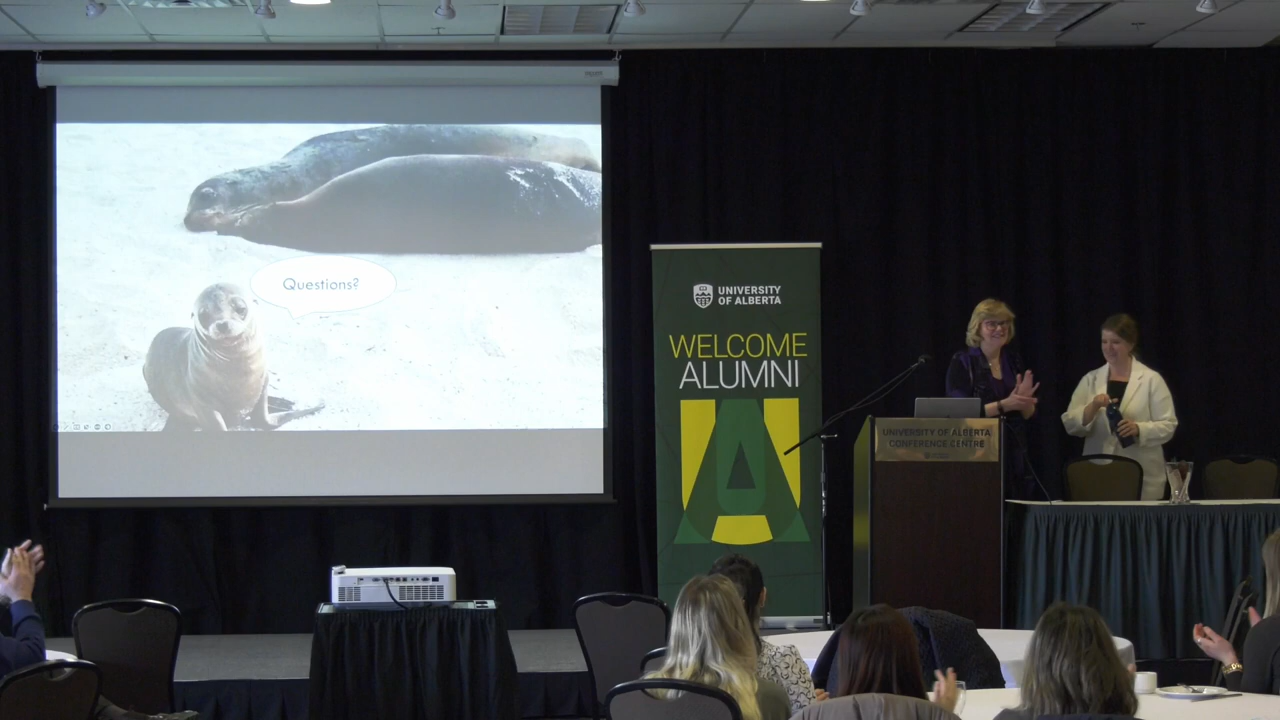 Questions?
UNIVERSITY
OF ALBERTA
WELCOME
ALUMNI
UNIVERSITY OF ALBERTA
CONFERENCE CENTRE